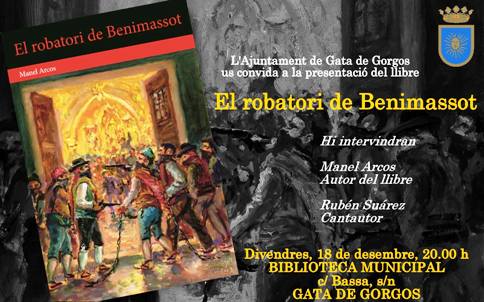 El robatori de Benimassot
Manel Arcos
L'Ajuntament de Gata de Gorgos
us convida a la presentació del llibre
El robatori de Benimassot
Hi intervindran
Manel Arcos
Autor del llibre
Rubén Suárez
Cantautor
Divendres, 18 de desembre, 20.00 h
BIBLIOTECA MUNICIPAL
c/ Bassa, s/n
GATA DE GORGOS